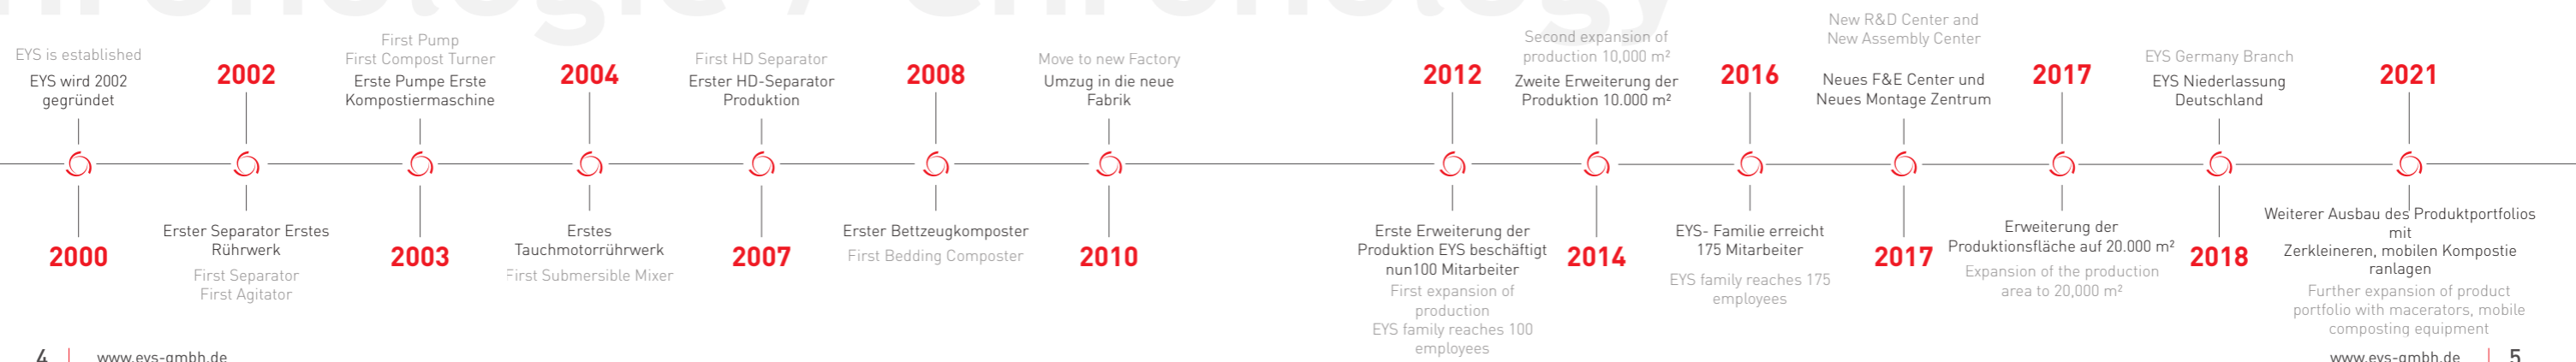 Chronologie / Chronology
EYS is established
EYS wird 2002
gegründet
2000
2002
Erster Separator Erstes
Rührwerk
First Separator
First Agitator
First Pump
First Compost Turner
Erste Pumpe Erste
Kompostiermaschine
2003
2004
Erstes
Tauchmotorrührwerk
First Submersible Mixer
First HD Separator
Erster HD-Separator
Produktion
2007
2008
Erster Bettzeugkomposter
First Bedding Composter
Move to new Factory
Umzug in die neue
Fabrik
2010
2012
Erste Erweiterung der
Produktion EYS beschäftigt
nun100 Mitarbeiter
First expansion of
production
EYS family reaches 100
employees
Second expansion of
production 10,000 m²
Zweite Erweiterung der
Produktion 10.000 m²
2014
2016
EYS- Familie erreicht
175 Mitarbeiter
EYS family reaches 175
employees
New R&D Center and
New Assembly Center
Neues F&E Center und
Neues Montage Zentrum
2017
2017
Erweiterung der
Produktionsfläche auf 20.000 m²
Expansion of the production
area to 20,000 m²
EYS Germany Branch
EYS Niederlassung
Deutschland
2018
2021
Weiterer Ausbau des Produktportfolios
mit
Zerkleineren, mobilen Kompostie
ranlagen
Further expansion of product
portfolio with macerators, mobile
composting equipment
4 | www.eys-gmbh.de
www.eys-gmbh.de | 5